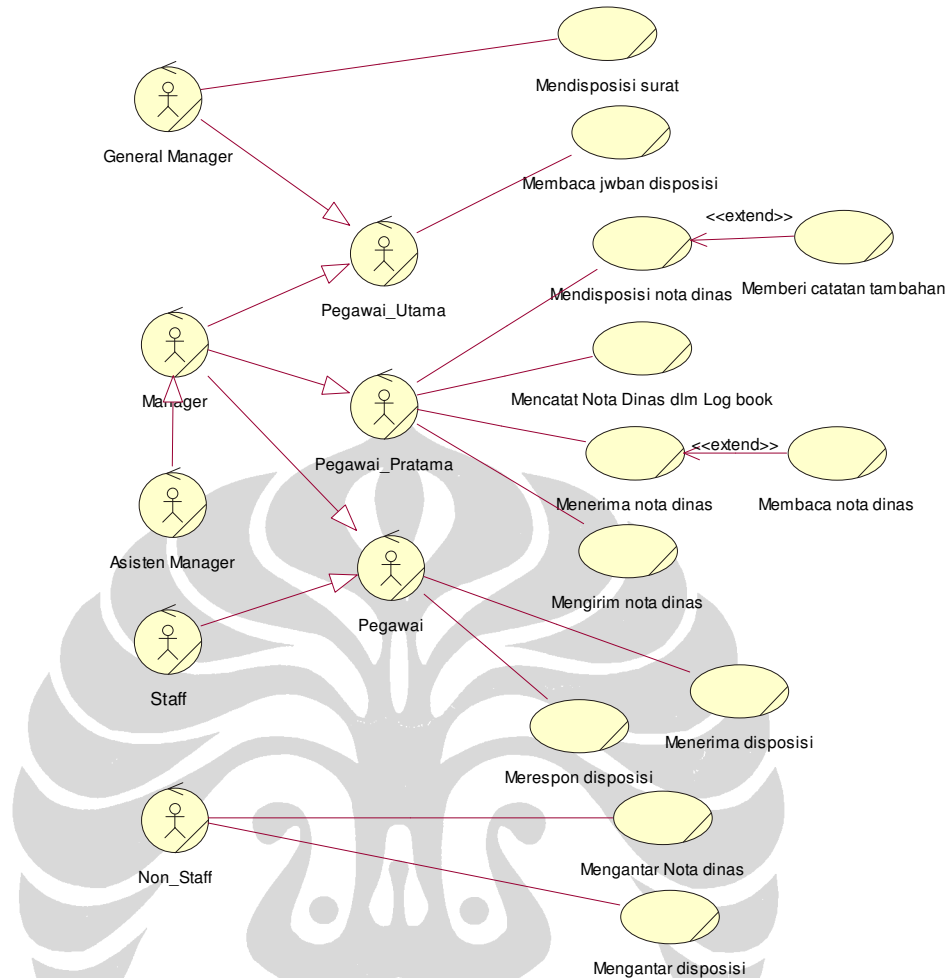 Mendisposisi surat
General Manager
Membaca jwban disposisi
<<extend>>
Pegawai_Utama
Mendisposisi nota dinas
Memberi catatan tambahan
Manager
Mencatat Nota Dinas dlm Log book
Pegawai_Pratama
<<extend>>
Menerima nota dinas
Membaca nota dinas
Asisten Manager
Mengirim nota dinas
Pegawai
Staff
Menerima disposisi
Merespon disposisi
Mengantar Nota dinas
Non_Staff
Mengantar disposisi